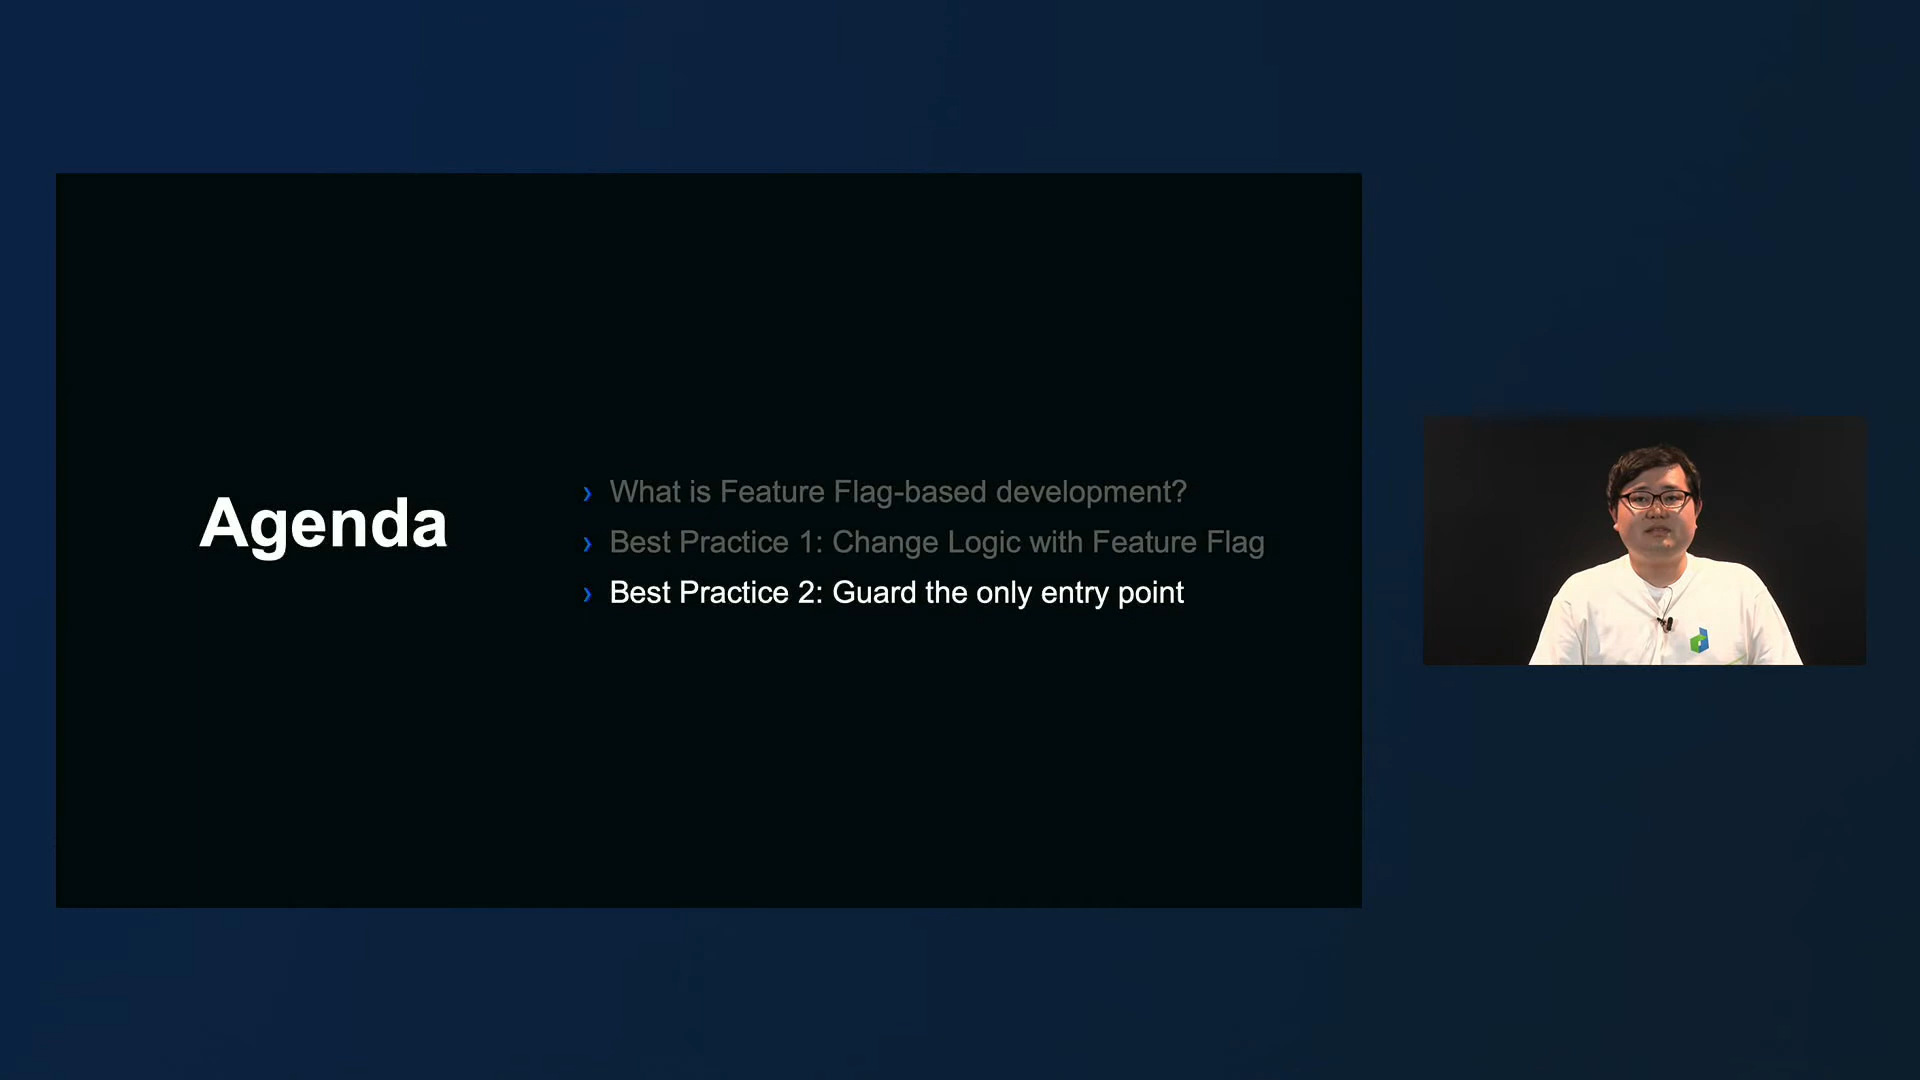 Agenda
› What is Feature Flag-based development?
› Best Practice 1: Change Logic with Feature Flag
› Best Practice 2: Guard the only entry point